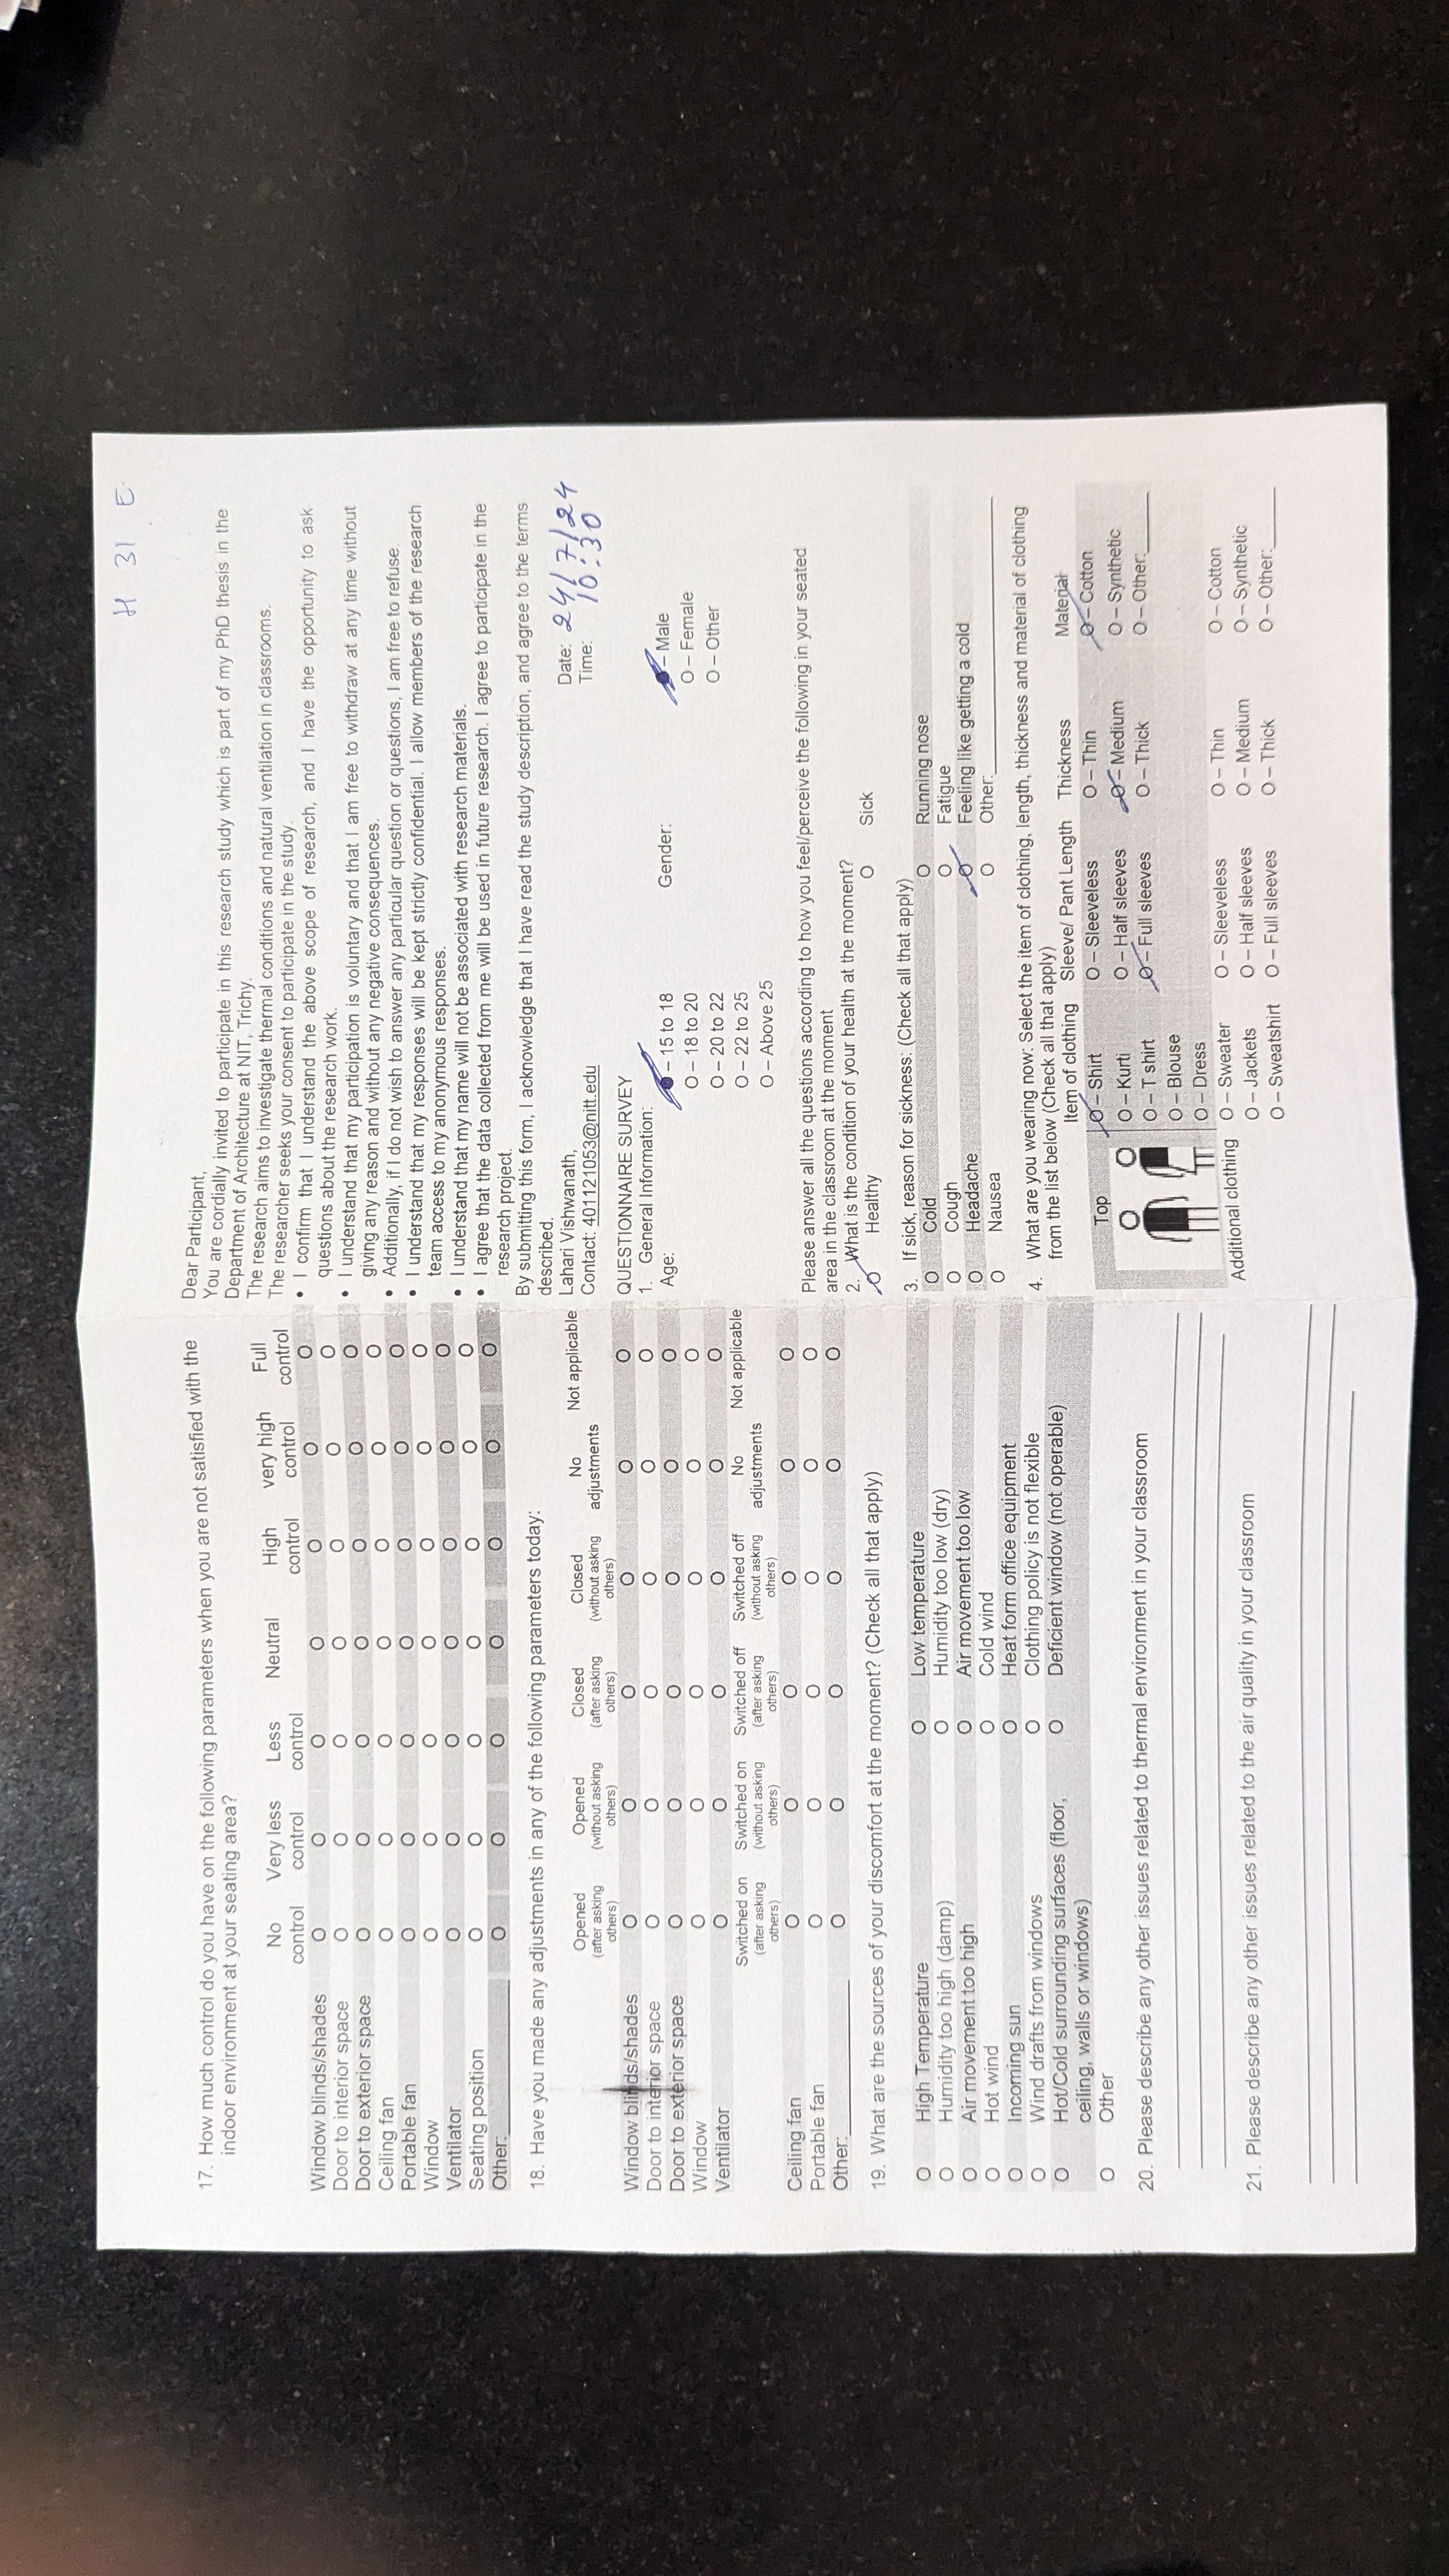 17. How much control do you have on the following parameters when you are not satisfied with the
indoor environment at your seating area?
No control Very less control Less control Neutral High control very high control Full control
Window blinds/shades O O O O O O O
Door to interior space O O O O O O O
Door to exterior space O O O O O O O
Ceiling fan O O O O O O O
Portable fan O O O O O O O
Window O O O O O O O
Ventilator O O O O O O O
Seating position O O O O O O O
Other: O O O O O O O
18. Have you made any adjustments in any of the following parameters today:
Opened (after asking others) Opened (without asking others) Closed (after asking others) Closed (without asking others) No adjustments Not applicable
Window blinds/shades O O O O O O
Door to interior space O O O O O O
Door to exterior space O O O O O O
Window O O O O O O
Ventilator O O O O O O
Switched on (after asking others) Switched on (without asking others) Switched off (after asking others) Switched off (without asking others) No adjustments Not applicable
Ceiling fan O O O O O O
Portable fan O O O O O O
Other: O O O O O O
19. What are the sources of your discomfort at the moment? (Check all that apply)
O High Temperature O Low temperature
O Humidity too high (damp) O Humidity too low (dry)
O Air movement too high O Air movement too low
O Hot wind O Cold wind
O Incoming sun O Heat form office equipment
O Wind drafts from windows O Clothing policy is not flexible
O Hot/Cold surrounding surfaces (floor, O Deficient window (not operable)
ceiling, walls or windows)
O Other
20. Please describe any other issues related to thermal environment in your classroom
21. Please describe any other issues related to the air quality in your classroom
H 31 E
Dear Participant,
You are cordially invited to participate in this research study which is part of my PhD thesis in the
Department of Architecture at NIT, Trichy.
The research aims to investigate thermal conditions and natural ventilation in classrooms.
The researcher seeks your consent to participate in the study.
• I confirm that I understand the above scope of research, and I have the opportunity to ask
questions about the research work.
• I understand that my participation is voluntary and that I am free to withdraw at any time without
giving any reason and without any negative consequences.
• Additionally, if I do not wish to answer any particular question or questions, I am free to refuse.
• I understand that my responses will be kept strictly confidential. I allow members of the research
team access to my anonymous responses.
• I understand that my name will not be associated with research materials.
• I agree that the data collected from me will be used in future research. I agree to participate in the
research project.
By submitting this form, I acknowledge that I have read the study description, and agree to the terms
described.
Lahari Vishwanath, Date: 24/7/24
Contact: 401121053@nitt.edu Time: 10:30
QUESTIONNAIRE SURVEY
1. General Information:
Age: O – 15 to 18 Gender: O – Male
O – 18 to 20 O – Female
O – 20 to 22 O – Other
O – 22 to 25
O – Above 25
Please answer all the questions according to how you feel/perceive the following in your seated
area in the classroom at the moment
2. What is the condition of your health at the moment?
O Healthy O Sick
3. If sick, reason for sickness: (Check all that apply)
O Cold O Running nose
O Cough O Fatigue
O Headache O Feeling like getting a cold
O Nausea O Other:
4. What are you wearing now: Select the item of clothing, length, thickness and material of clothing
from the list below (Check all that apply)
Item of clothing Sleeve/ Pant Length Thickness Material
Top O – Shirt O – Sleeveless O – Thin O – Cotton
O – Kurti O – Half sleeves O – Medium O – Synthetic
O – T shirt O – Full sleeves O – Thick O – Other:
O – Blouse
O – Dress
Additional clothing O – Sweater O – Sleeveless O – Thin O – Cotton
O – Jackets O – Half sleeves O – Medium O – Synthetic
O – Sweatshirt O – Full sleeves O – Thick O – Other: